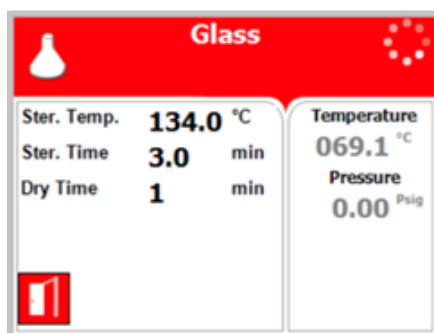 Glass
Ster. Temp. 134.0 °C
Ster. Time 3.0 min
Dry Time 1 min
Temperature
069.1 °C
Pressure
0.00 Psig